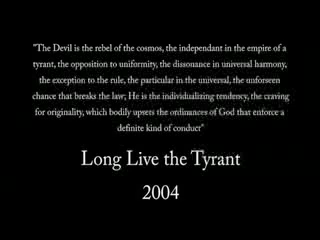 "The Devil is the rebel of the cosmos, the independant in the empire of a
tyrant, the opposition to uniformity, the dissonance in universal harmony,
the exception to the rule, the particular in the universal, the unforseen
chance that breaks the law; He is the individualizing tendency, the craving
for originality, which bodily upsets the ordinances of God that enforce a
definite kind of conduct"
Long Live the Tyrant
2004